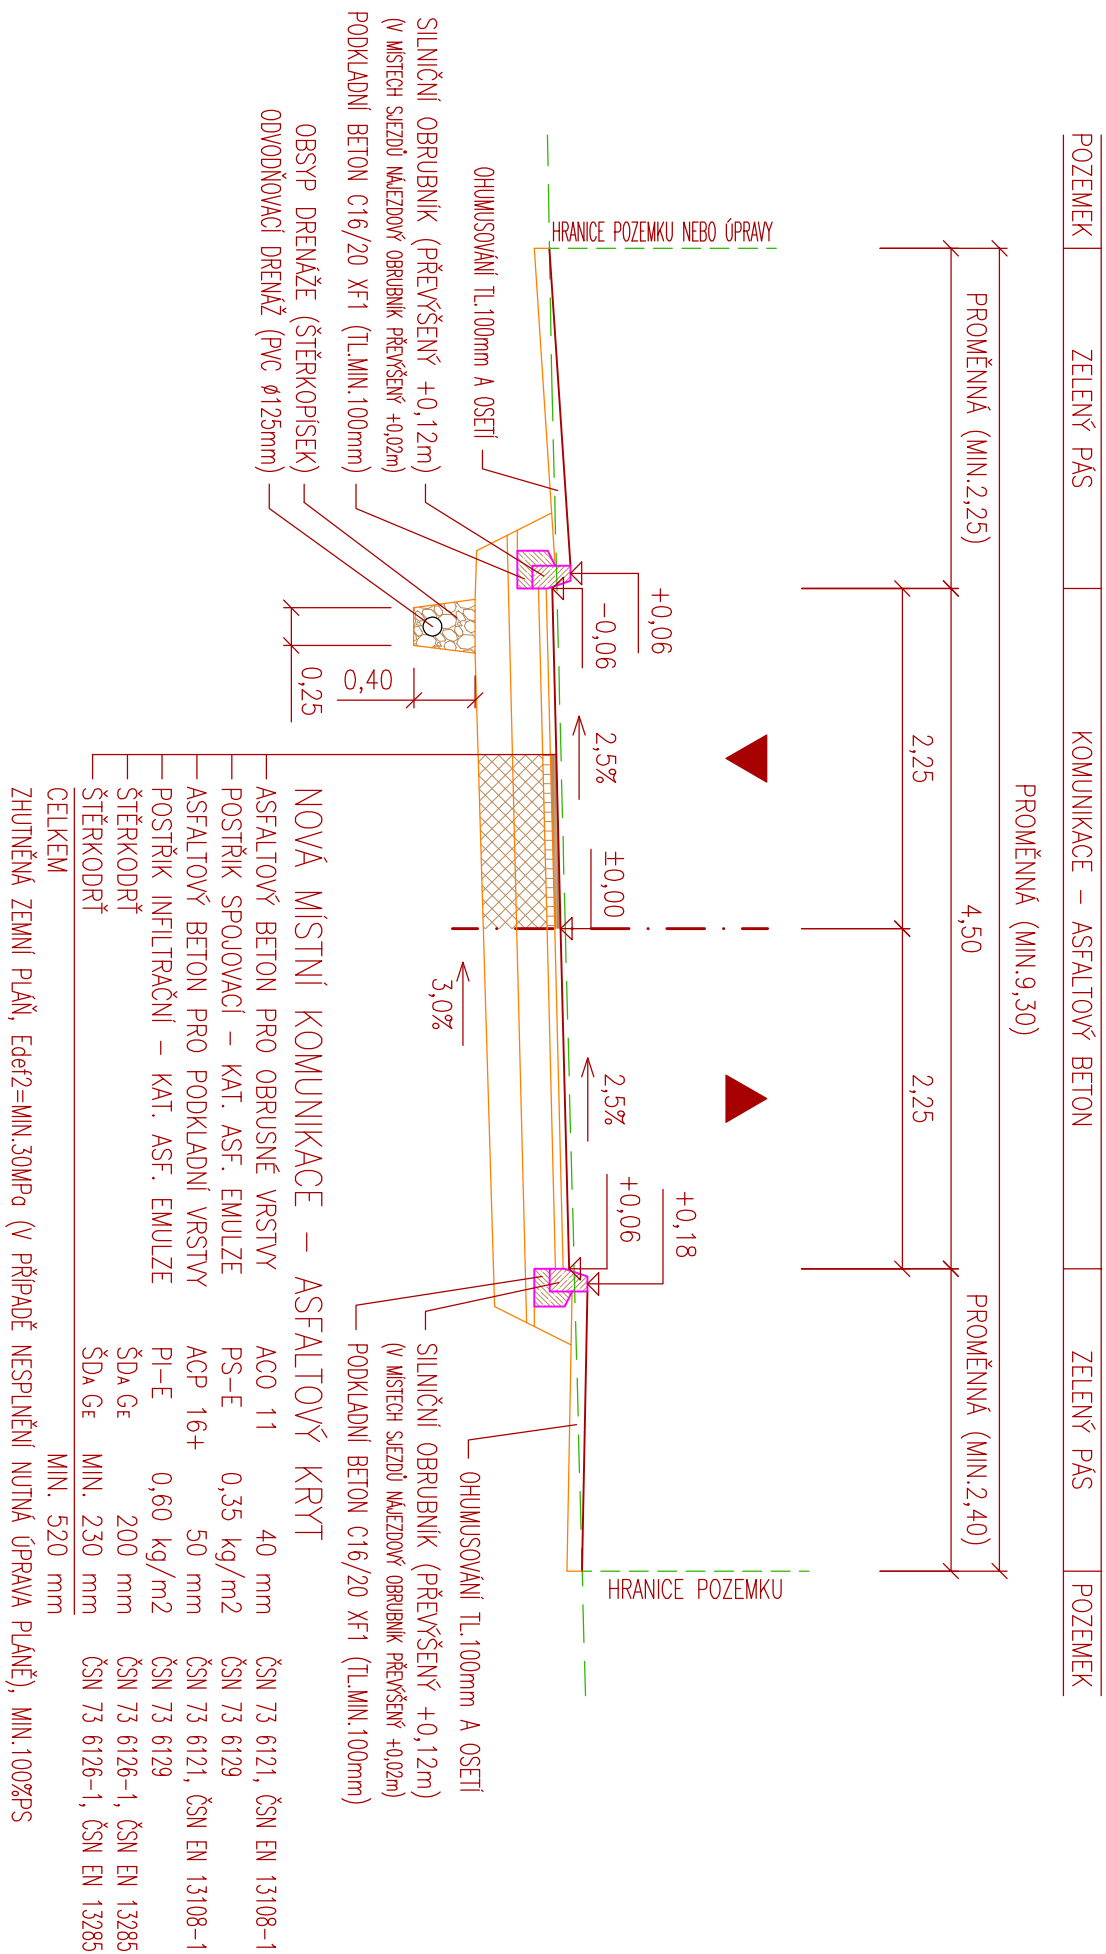 POZEMEK
ZELENÝ PÁS
KOMUNIKACE - ASFALTOVÝ BETON
ZELENÝ PÁS
POZEMEK
PROMĚNNÁ (MIN.9,30)
PROMĚNNÁ (MIN.2,25)
4,50
PROMĚNNÁ (MIN.2,40)
2,25
2,25
HRANICE POZEMKU NEBO ÚPRAVY
HRANICE POZEMKU
+0,06
-0,06
2,5%
±0,00
2,5%
+0,18
+0,06
3,0%
OHUMUSOVÁNÍ TL.100mm A OSETÍ
SILNIČNÍ OBRUBNÍK (PŘEVÝŠENÝ +0,12m)
(V MÍSTECH SJEZDŮ NÁJEZDOVÝ OBRUBNÍK PŘEVÝŠENÝ +0,02m)
PODKLADNÍ BETON C16/20 XF1 (TL.MIN.100mm)
OBSYP DRENÁŽE (ŠTĚRKOPÍSEK)
ODVODŇOVACÍ DRENÁŽ (PVC ø125mm)
0,40
0,25
OHUMUSOVÁNÍ TL.100mm A OSETÍ
SILNIČNÍ OBRUBNÍK (PŘEVÝŠENÝ +0,12m)
(V MÍSTECH SJEZDŮ NÁJEZDOVÝ OBRUBNÍK PŘEVÝŠENÝ +0,02m)
PODKLADNÍ BETON C16/20 XF1 (TL.MIN.100mm)
NOVÁ MÍSTNÍ KOMUNIKACE - ASFALTOVÝ KRYT
ASFALTOVÝ BETON PRO OBRUSNÉ VRSTVY ACO 11 40 mm ČSN 73 6121, ČSN EN 13108-1
POSTŘIK SPOJOVACÍ - KAT. ASF. EMULZE PS-E 0,35 kg/m2 ČSN 73 6129
ASFALTOVÝ BETON PRO PODKLADNÍ VRSTVY ACP 16+ 50 mm ČSN 73 6121, ČSN EN 13108-1
POSTŘIK INFILTRAČNÍ - KAT. ASF. EMULZE PI-E 0,60 kg/m2 ČSN 73 6129
ŠTĚRKODRŤ ŠDA GE 200 mm ČSN 73 6126-1, ČSN EN 13285
ŠTĚRKODRŤ ŠDA GE MIN. 230 mm ČSN 73 6126-1, ČSN EN 13285
CELKEM MIN. 520 mm
ZHUTNĚNÁ ZEMNÍ PLÁŇ, Edef2=MIN.30MPa (V PŘÍPADĚ NESPLNĚNÍ NUTNÁ ÚPRAVA PLÁNĚ), MIN.100%PS